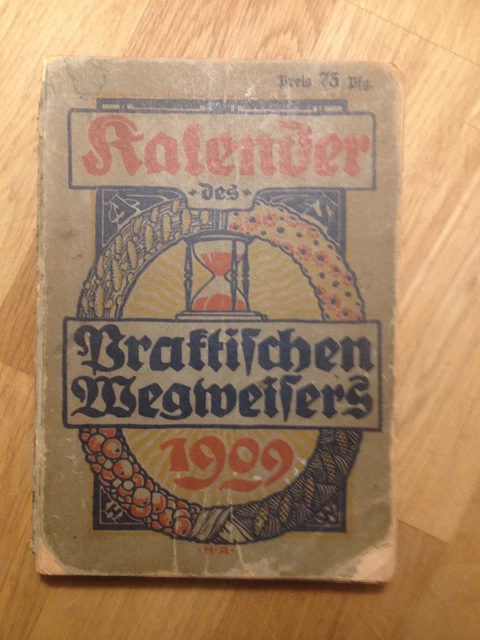 Preis 75 Pfg.
Kalender
• des •
Praktiſchen
Wegweiſers
1909
• H • A •